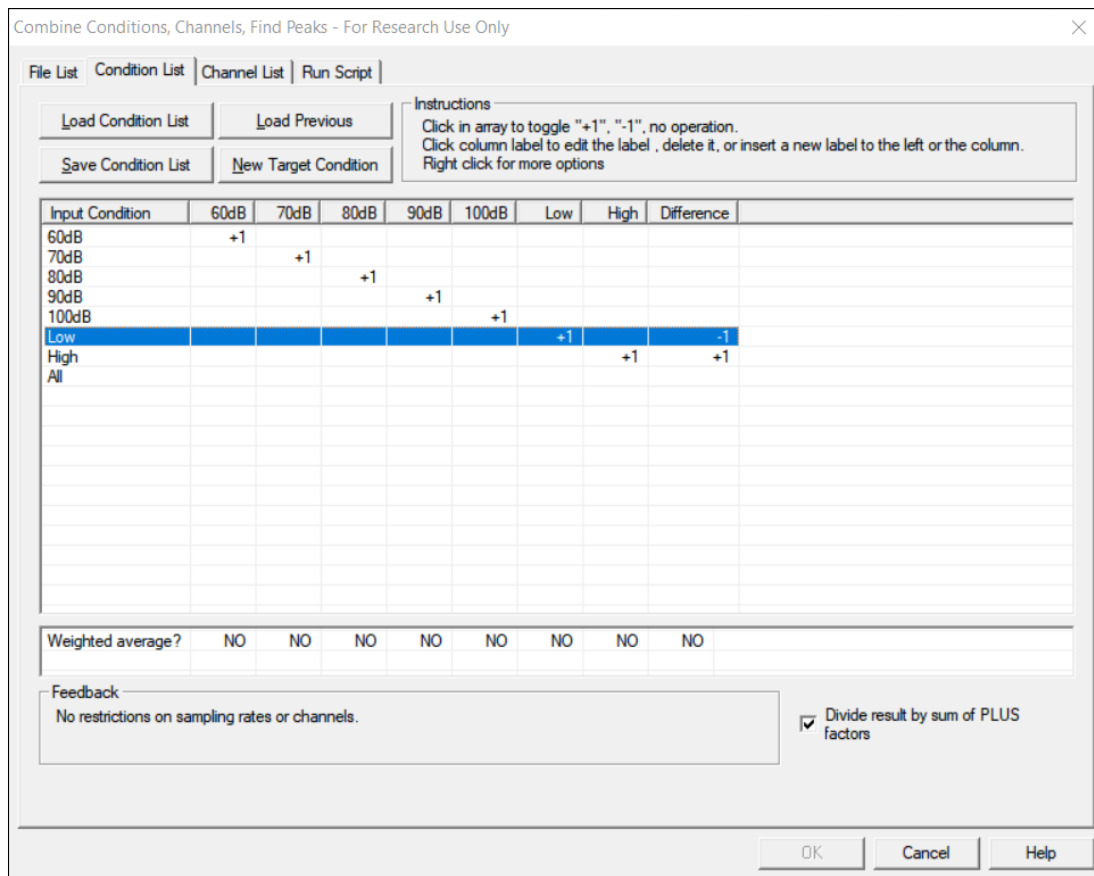 Combine Conditions, Channels, Find Peaks - For Research Use Only
File List Condition List Channel List Run Script
Load Condition List Load Previous
Save Condition List New Target Condition
Instructions
Click in array to toggle "+1", "-1", no operation.
Click column label to edit the label , delete it, or insert a new label to the left or the column.
Right click for more options
Input Condition 60dB 70dB 80dB 90dB 100dB Low High Difference
60dB +1
70dB +1
80dB +1
90dB +1
100dB +1
Low +1 -1
High +1 +1
All
Weighted average? NO NO NO NO NO NO NO NO
Feedback
No restrictions on sampling rates or channels.
Divide result by sum of PLUS
factors
OK Cancel Help